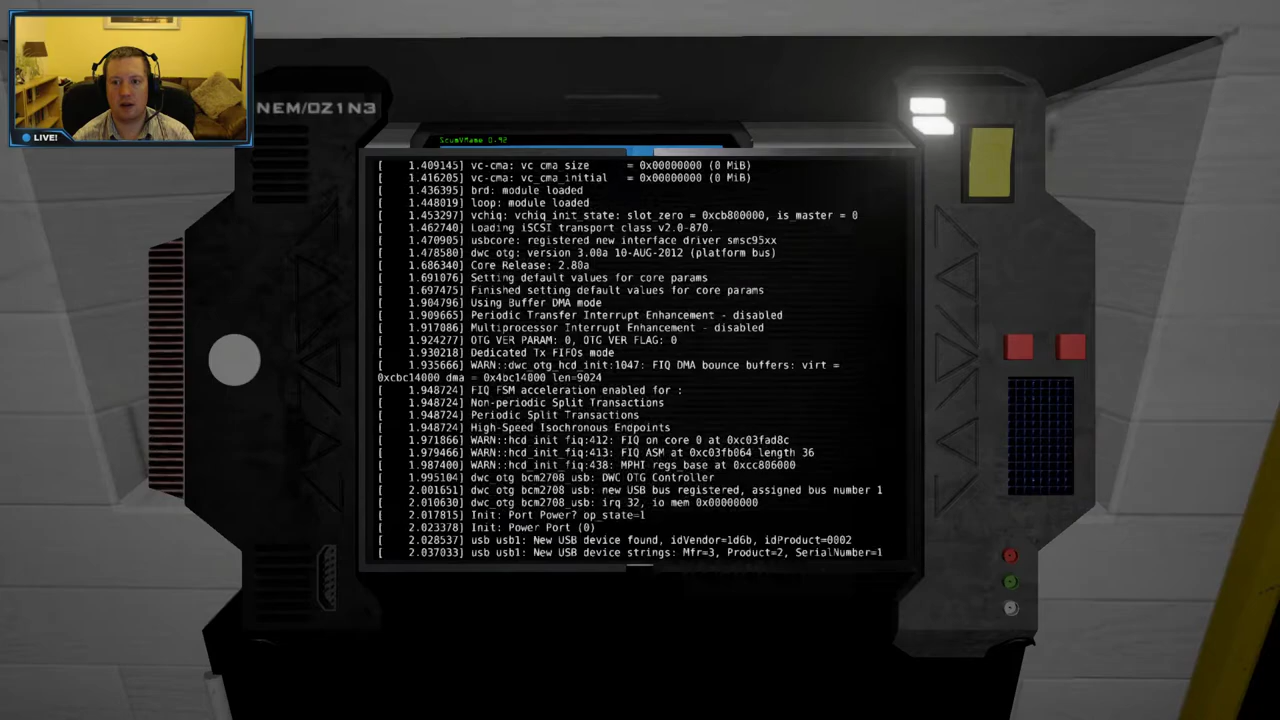 LIVE!
NEM/OZ1N3
ScumVMame 0.92
[    1.409145] vc-cma: vc_cma_size      = 0x00000000 (0 MiB)
[    1.416205] vc-cma: vc_cma_initial   = 0x00000000 (0 MiB)
[    1.436395] brd: module loaded
[    1.448019] loop: module loaded
[    1.453297] vchiq: vchiq_init_state: slot_zero = 0xcb800000, is_master = 0
[    1.462740] Loading iSCSI transport class v2.0-870.
[    1.470905] usbcore: registered new interface driver smsc95xx
[    1.478580] dwc_otg: version 3.00a 10-AUG-2012 (platform bus)
[    1.686340] Core Release: 2.80a
[    1.691076] Setting default values for core params
[    1.697475] Finished setting default values for core params
[    1.904796] Using Buffer DMA mode
[    1.909665] Periodic Transfer Interrupt Enhancement - disabled
[    1.917086] Multiprocessor Interrupt Enhancement - disabled
[    1.924277] OTG VER PARAM: 0, OTG VER FLAG: 0
[    1.930218] Dedicated Tx FIFOs mode
[    1.935666] WARN::dwc_otg_hcd_init:1047: FIQ DMA bounce buffers: virt =
0xcbc14000 dma = 0x4bc14000 len=9024
[    1.948724] FIQ FSM acceleration enabled for :
[    1.948724] Non-periodic Split Transactions
[    1.948724] Periodic Split Transactions
[    1.948724] High-Speed Isochronous Endpoints
[    1.971866] WARN::hcd_init_fiq:412: FIQ on core 0 at 0xc03fad8c
[    1.979466] WARN::hcd_init_fiq:413: FIQ ASM at 0xc03fb064 length 36
[    1.987400] WARN::hcd_init_fiq:438: MPHI regs_base at 0xcc806000
[    1.995104] dwc_otg bcm2708_usb: DWC OTG Controller
[    2.001651] dwc_otg bcm2708_usb: new USB bus registered, assigned bus number 1
[    2.010630] dwc_otg bcm2708_usb: irq 32, io mem 0x00000000
[    2.017815] Init: Port Power? op_state=1
[    2.023378] Init: Power Port (0)
[    2.028537] usb usb1: New USB device found, idVendor=1d6b, idProduct=0002
[    2.037033] usb usb1: New USB device strings: Mfr=3, Product=2, SerialNumber=1